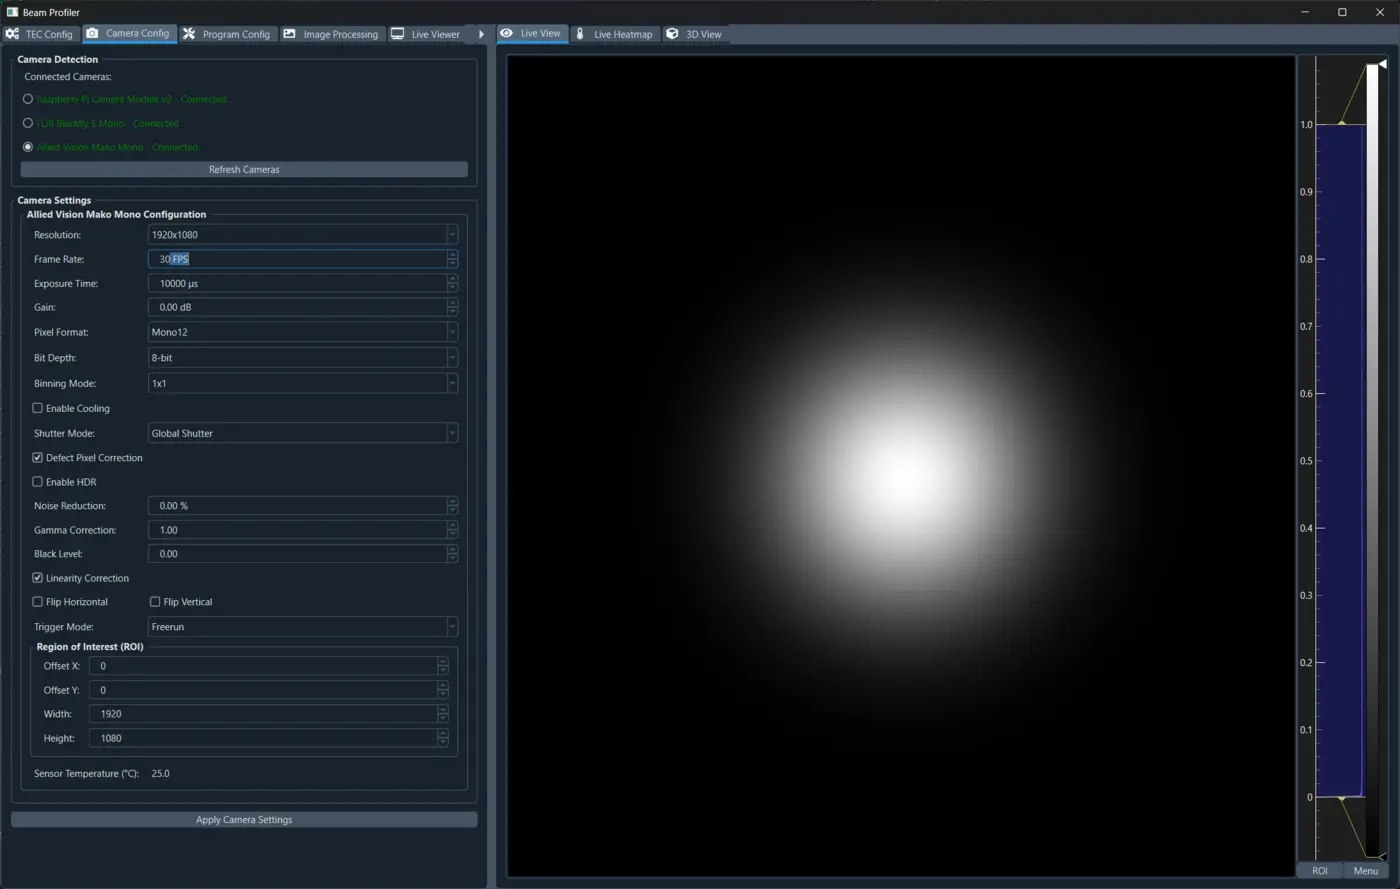 Beam Profiler
TEC Config Camera Config Program Config Image Processing Live Viewer
Live View Live Heatmap 3D View
Camera Detection
Connected Cameras:
Raspberry Pi Camera Module v2 - Connected
FLIR Blackfly S Mono - Connected
Allied Vision Mako Mono - Connected
Refresh Cameras
Camera Settings
Allied Vision Mako Mono Configuration
Resolution: 1920x1080
Frame Rate: 30 FPS
Exposure Time: 10000 µs
Gain: 0.00 dB
Pixel Format: Mono12
Bit Depth: 8-bit
Binning Mode: 1x1
Enable Cooling
Shutter Mode: Global Shutter
Defect Pixel Correction
Enable HDR
Noise Reduction: 0.00 %
Gamma Correction: 1.00
Black Level: 0.00
Linearity Correction
Flip Horizontal Flip Vertical
Trigger Mode: Freerun
Region of Interest (ROI)
Offset X: 0
Offset Y: 0
Width: 1920
Height: 1080
Sensor Temperature (°C): 25.0
Apply Camera Settings
1.0
0.9
0.8
0.7
0.6
0.5
0.4
0.3
0.2
0.1
0
ROI Menu